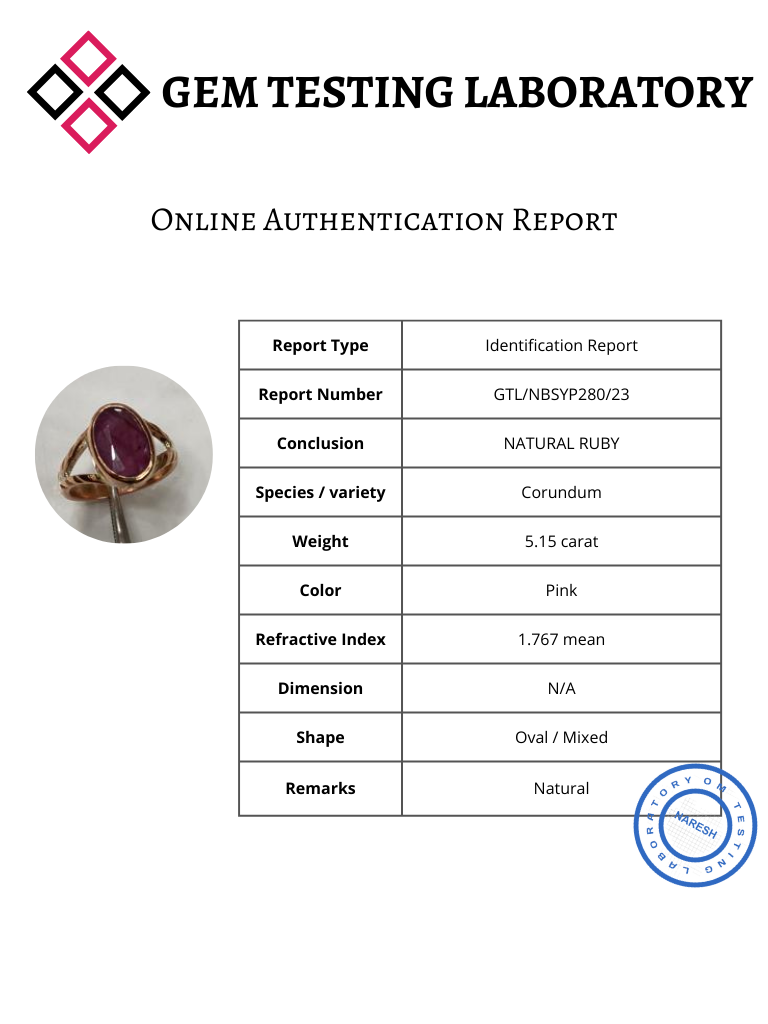 GEM TESTING LABORATORY
Online Authentication Report
Report Type Identification Report
Report Number GTL/NBSYP280/23
Conclusion NATURAL RUBY
Species / variety Corundum
Weight 5.15 carat
Color Pink
Refractive Index 1.767 mean
Dimension N/A
Shape Oval / Mixed
Remarks Natural
OM TESTING LABORATORY
NARESH